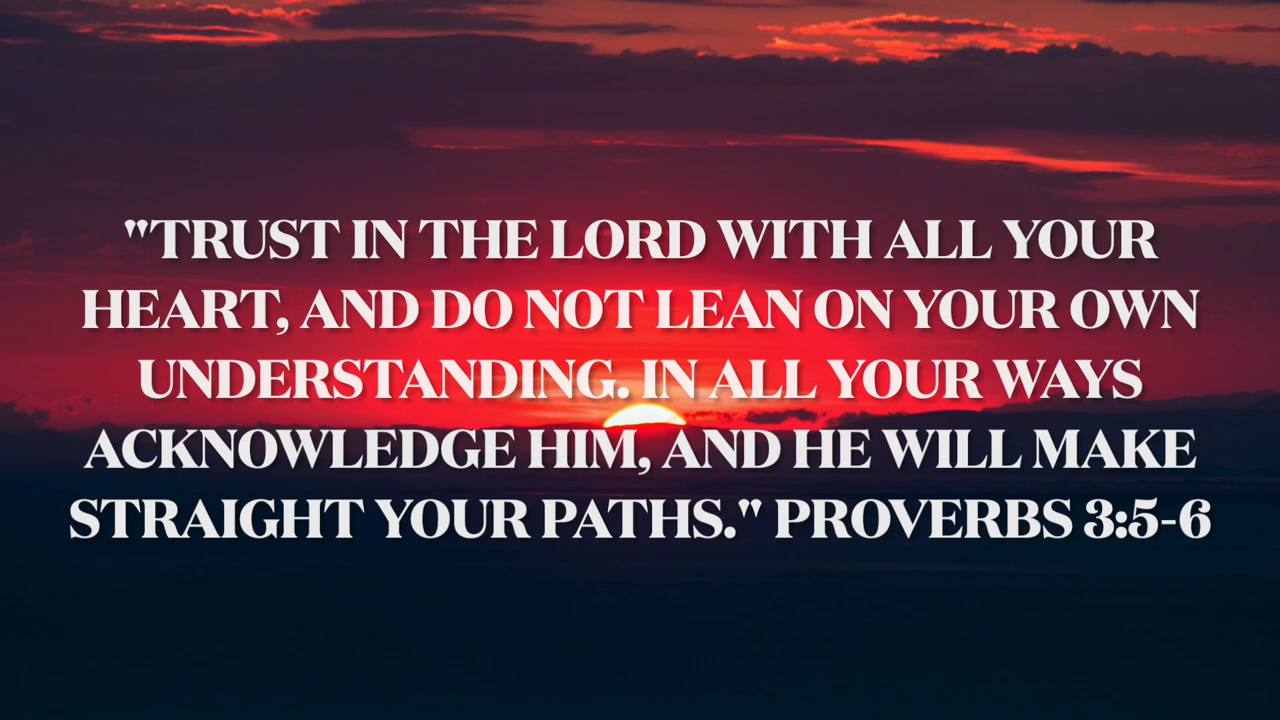 "TRUST IN THE LORD WITH ALL YOUR
HEART, AND DO NOT LEAN ON YOUR OWN
UNDERSTANDING. IN ALL YOUR WAYS
ACKNOWLEDGE HIM, AND HE WILL MAKE
STRAIGHT YOUR PATHS." PROVERBS 3:5-6